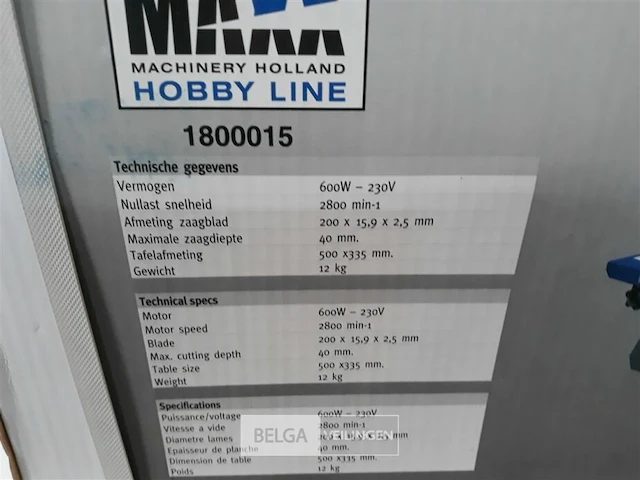 MAXX
MACHINERY HOLLAND
HOBBY LINE
1800015
Technische gegevens
Vermogen 600W – 230V
Nullast snelheid 2800 min-1
Afmeting zaagblad 200 x 15,9 x 2,5 mm
Maximale zaagdiepte 40 mm.
Tafelafmeting 500 x335 mm.
Gewicht 12 kg
Technical specs
Motor 600W – 230V
Motor speed 2800 min-1
Blade 200 x 15,9 x 2,5 mm
Max. cutting depth 40 mm.
Table size 500 x335 mm.
Weight 12 kg
Specifications
Puissance/voltage 600W – 230V
Vitesse a vide 2800 min-1
Diametre lames mm
Epaisseur de planche 40 mm.
Dimension de table 500 x335 mm.
Poids 12 kg
BELGA VEILINGEN